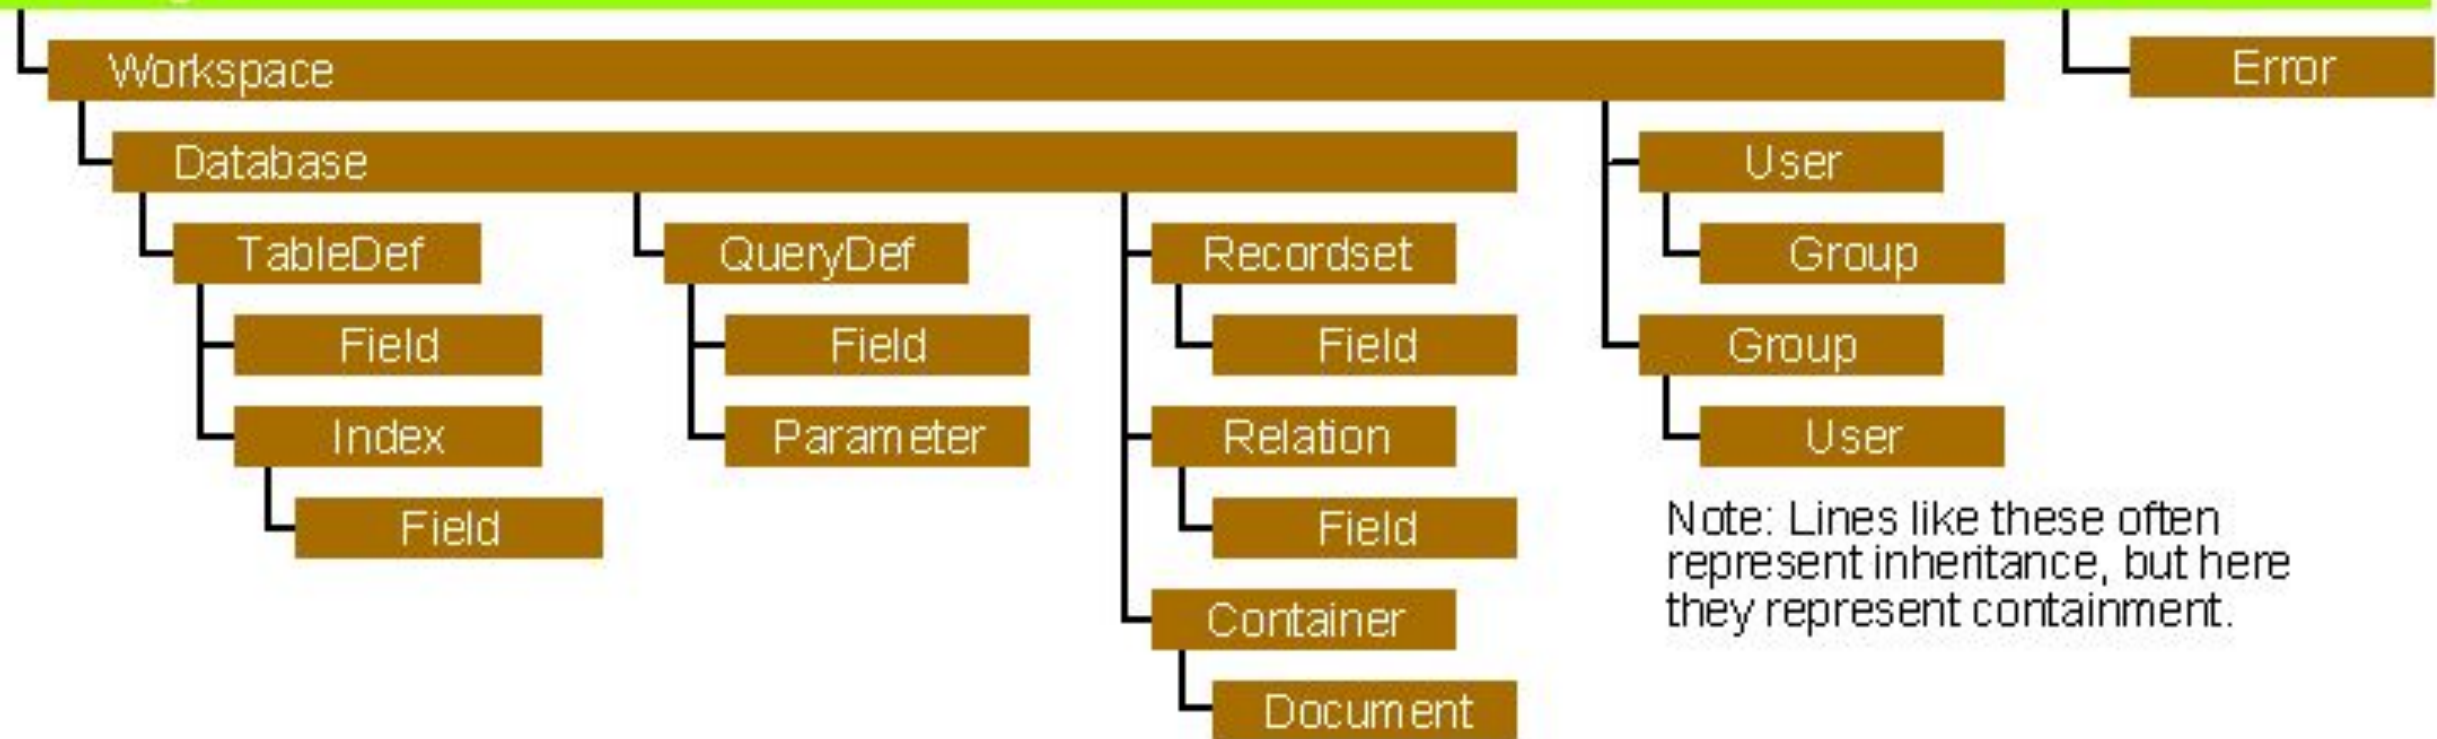 Workspace
Error
Database
User
TableDef
QueryDef
Recordset
Group
Field
Field
Field
Group
Index
Parameter
Relation
User
Field
Field
Note: Lines like these often
represent inheritance, but here
they represent containment.
Container
Document